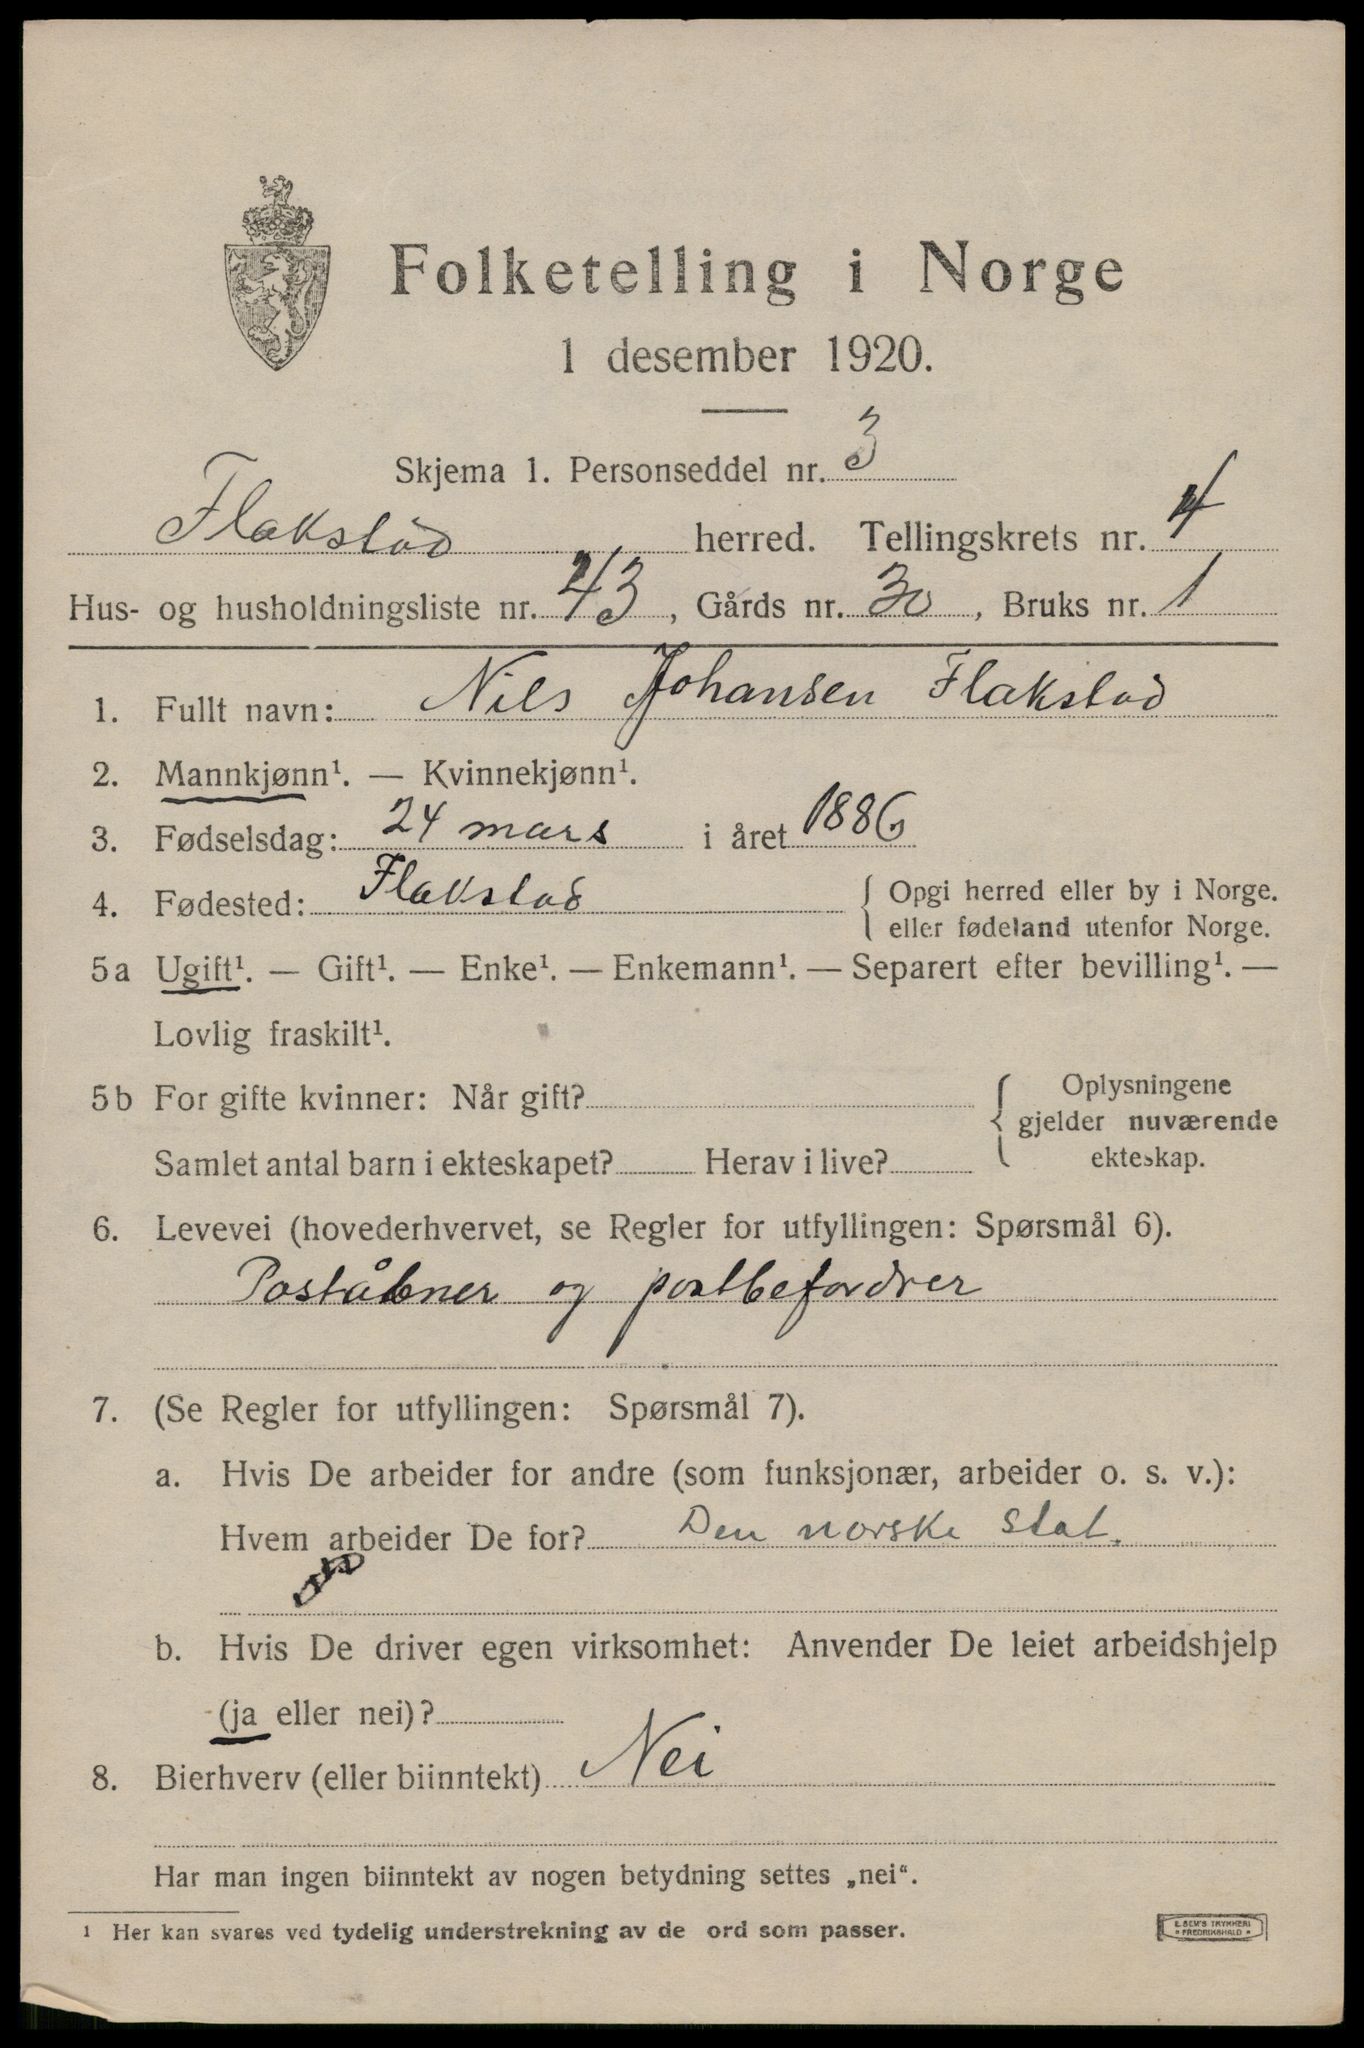 Folketelling i Norge
1 desember 1920.
Skjema 1. Personseddel nr. 3
Flakstad herred. Tellingskrets nr. 4
Hus- og husholdningsliste nr. 43, Gårds nr. 30, Bruks nr. 1
1. Fullt navn: Nils Johansen Flakstad
2. Mannkjønn¹. — Kvinnekjønn¹.
3. Fødselsdag: 24 mars i året 1886
4. Fødested: Flakstad { Opgi herred eller by i Norge.
eller fødeland utenfor Norge.
5a Ugift¹. — Gift¹. — Enke¹. — Enkemann¹. — Separert efter bevilling¹. —
Lovlig fraskilt¹.
5b For gifte kvinner: Når gift? { Oplysningene
gjelder nuværende
Samlet antal barn i ekteskapet? Herav i live? ekteskap.
6. Levevei (hovederhvervet, se Regler for utfyllingen: Spørsmål 6).
Poståbner og postbefordrer
7. (Se Regler for utfyllingen: Spørsmål 7).
a. Hvis De arbeider for andre (som funksjonær, arbeider o. s. v.):
Hvem arbeider De for? Den norske stat.
b. Hvis De driver egen virksomhet: Anvender De leiet arbeidshjelp
(ja eller nei)?
8. Bierhverv (eller biinntekt) Nei
Har man ingen biinntekt av nogen betydning settes „nei“.
¹ Her kan svares ved tydelig understrekning av de ord som passer.
E. SEM'S TRYKKERI
* FREDRIKSHALD *